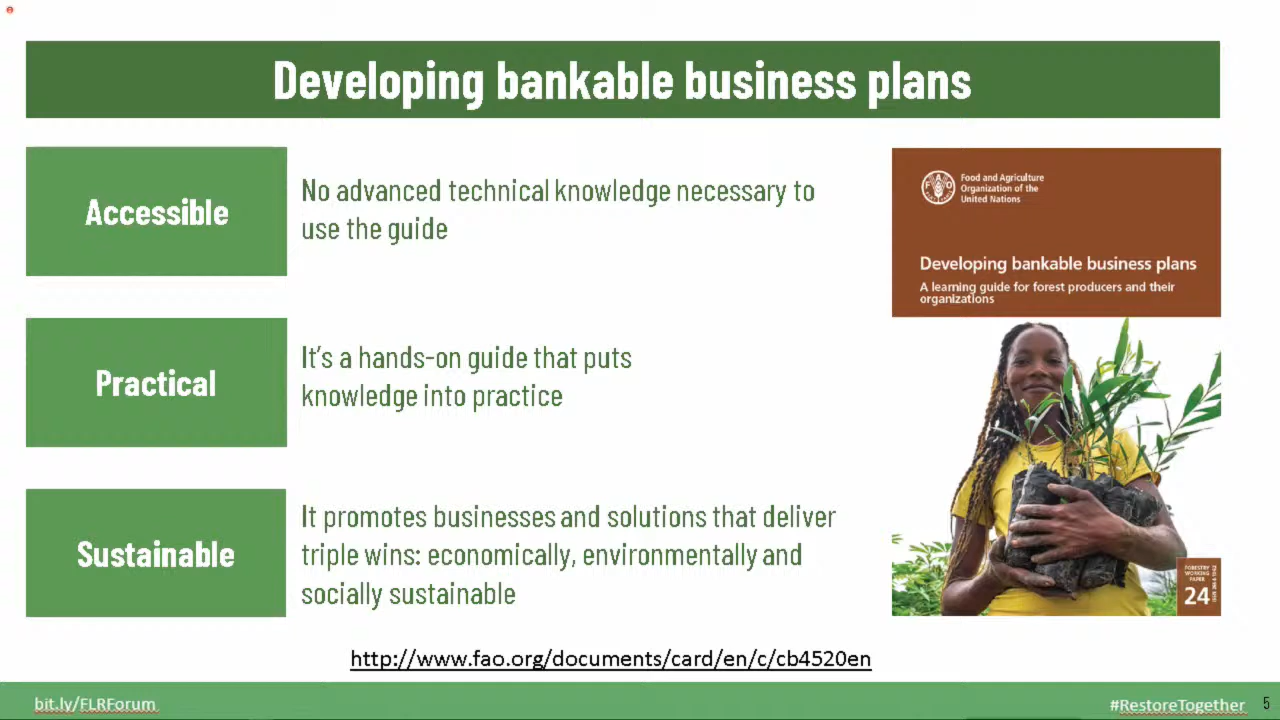 Developing bankable business plans
Accessible
No advanced technical knowledge necessary to
use the guide
Practical
It's a hands-on guide that puts
knowledge into practice
Sustainable
It promotes businesses and solutions that deliver
triple wins: economically, environmentally and
socially sustainable
http://www.fao.org/documents/card/en/c/cb4520en
Food and Agriculture
Organization of the
United Nations
Developing bankable business plans
A learning guide for forest producers and their
organizations
FORESTRY
WORKING
PAPER
24
bit.ly/FLRForum
#RestoreTogether
5